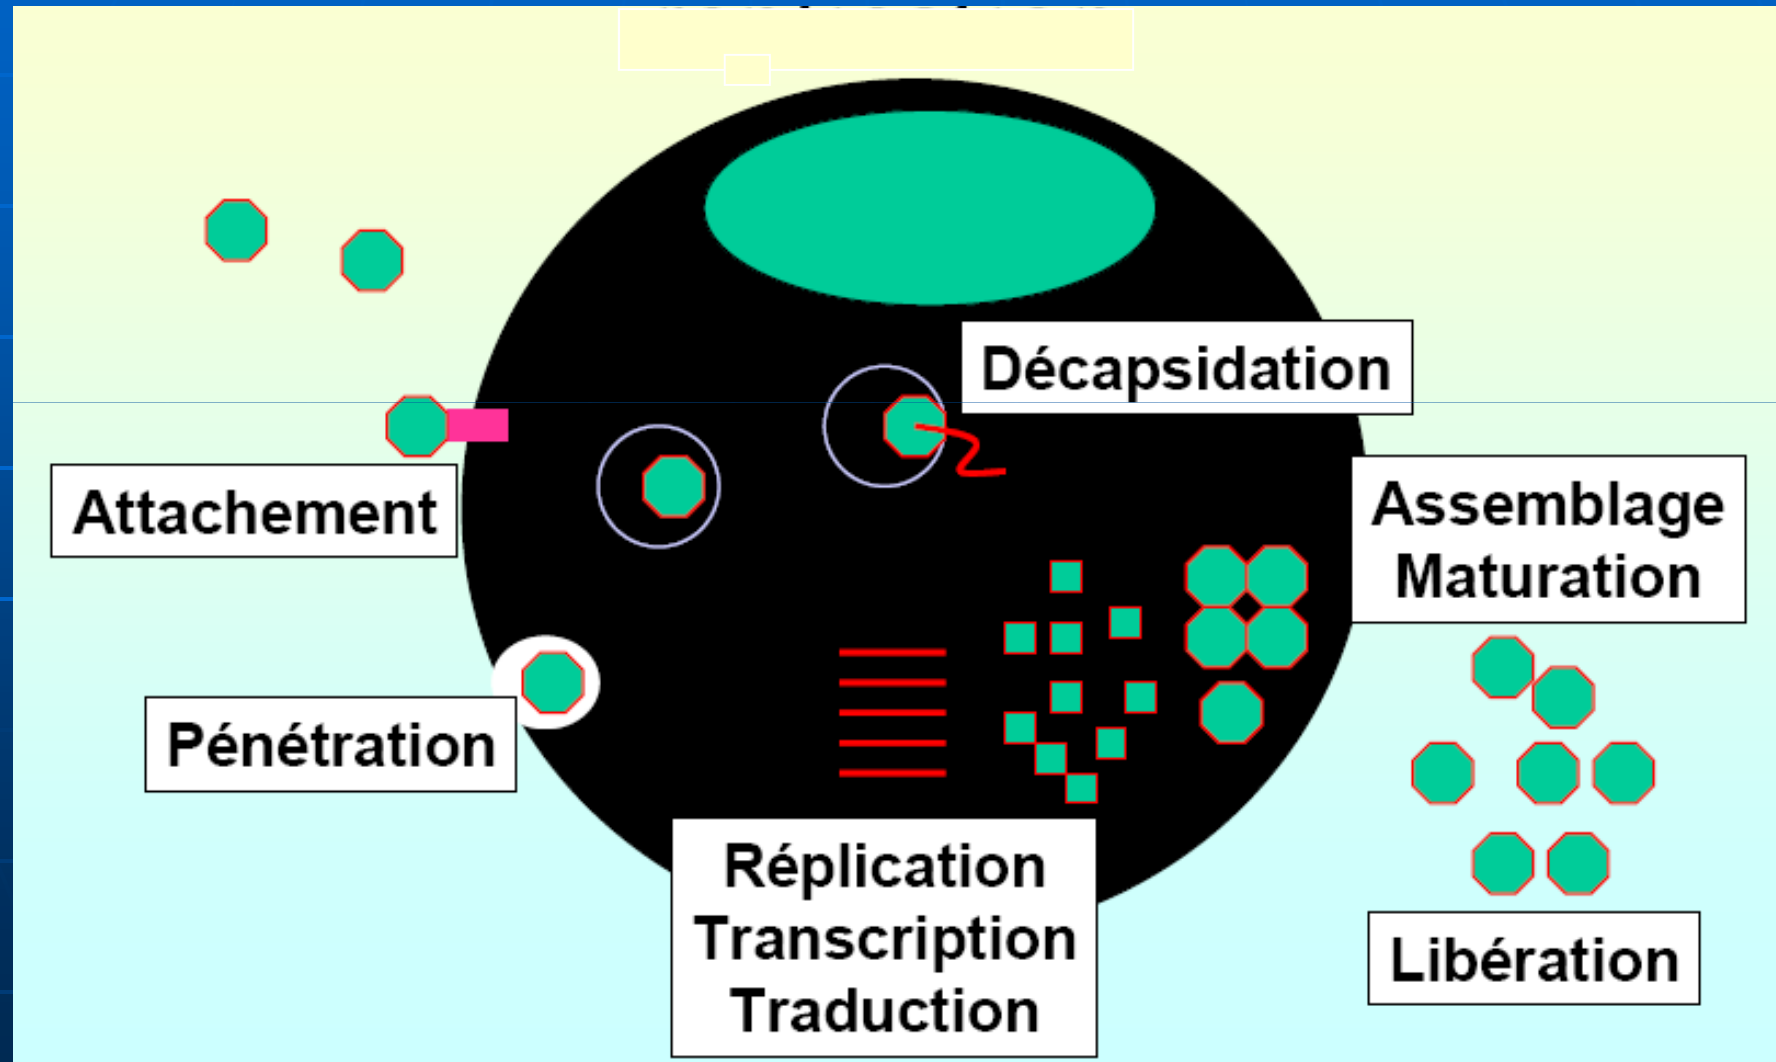 Décapsidation
Attachement
Assemblage
Maturation
Pénétration
Réplication
Transcription
Traduction
Libération